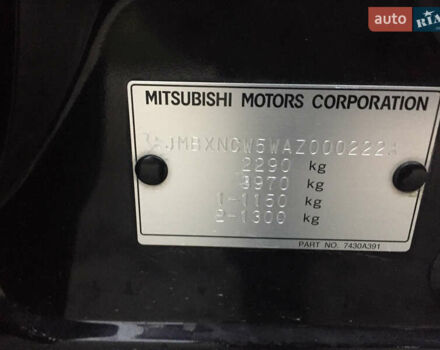 auto RIA
MITSUBISHI MOTORS CORPORATION
JMBXNCW5WAZ000222
2290 kg
3970 kg
1-1150 kg
2-1300 kg
PART NO. 7430A391